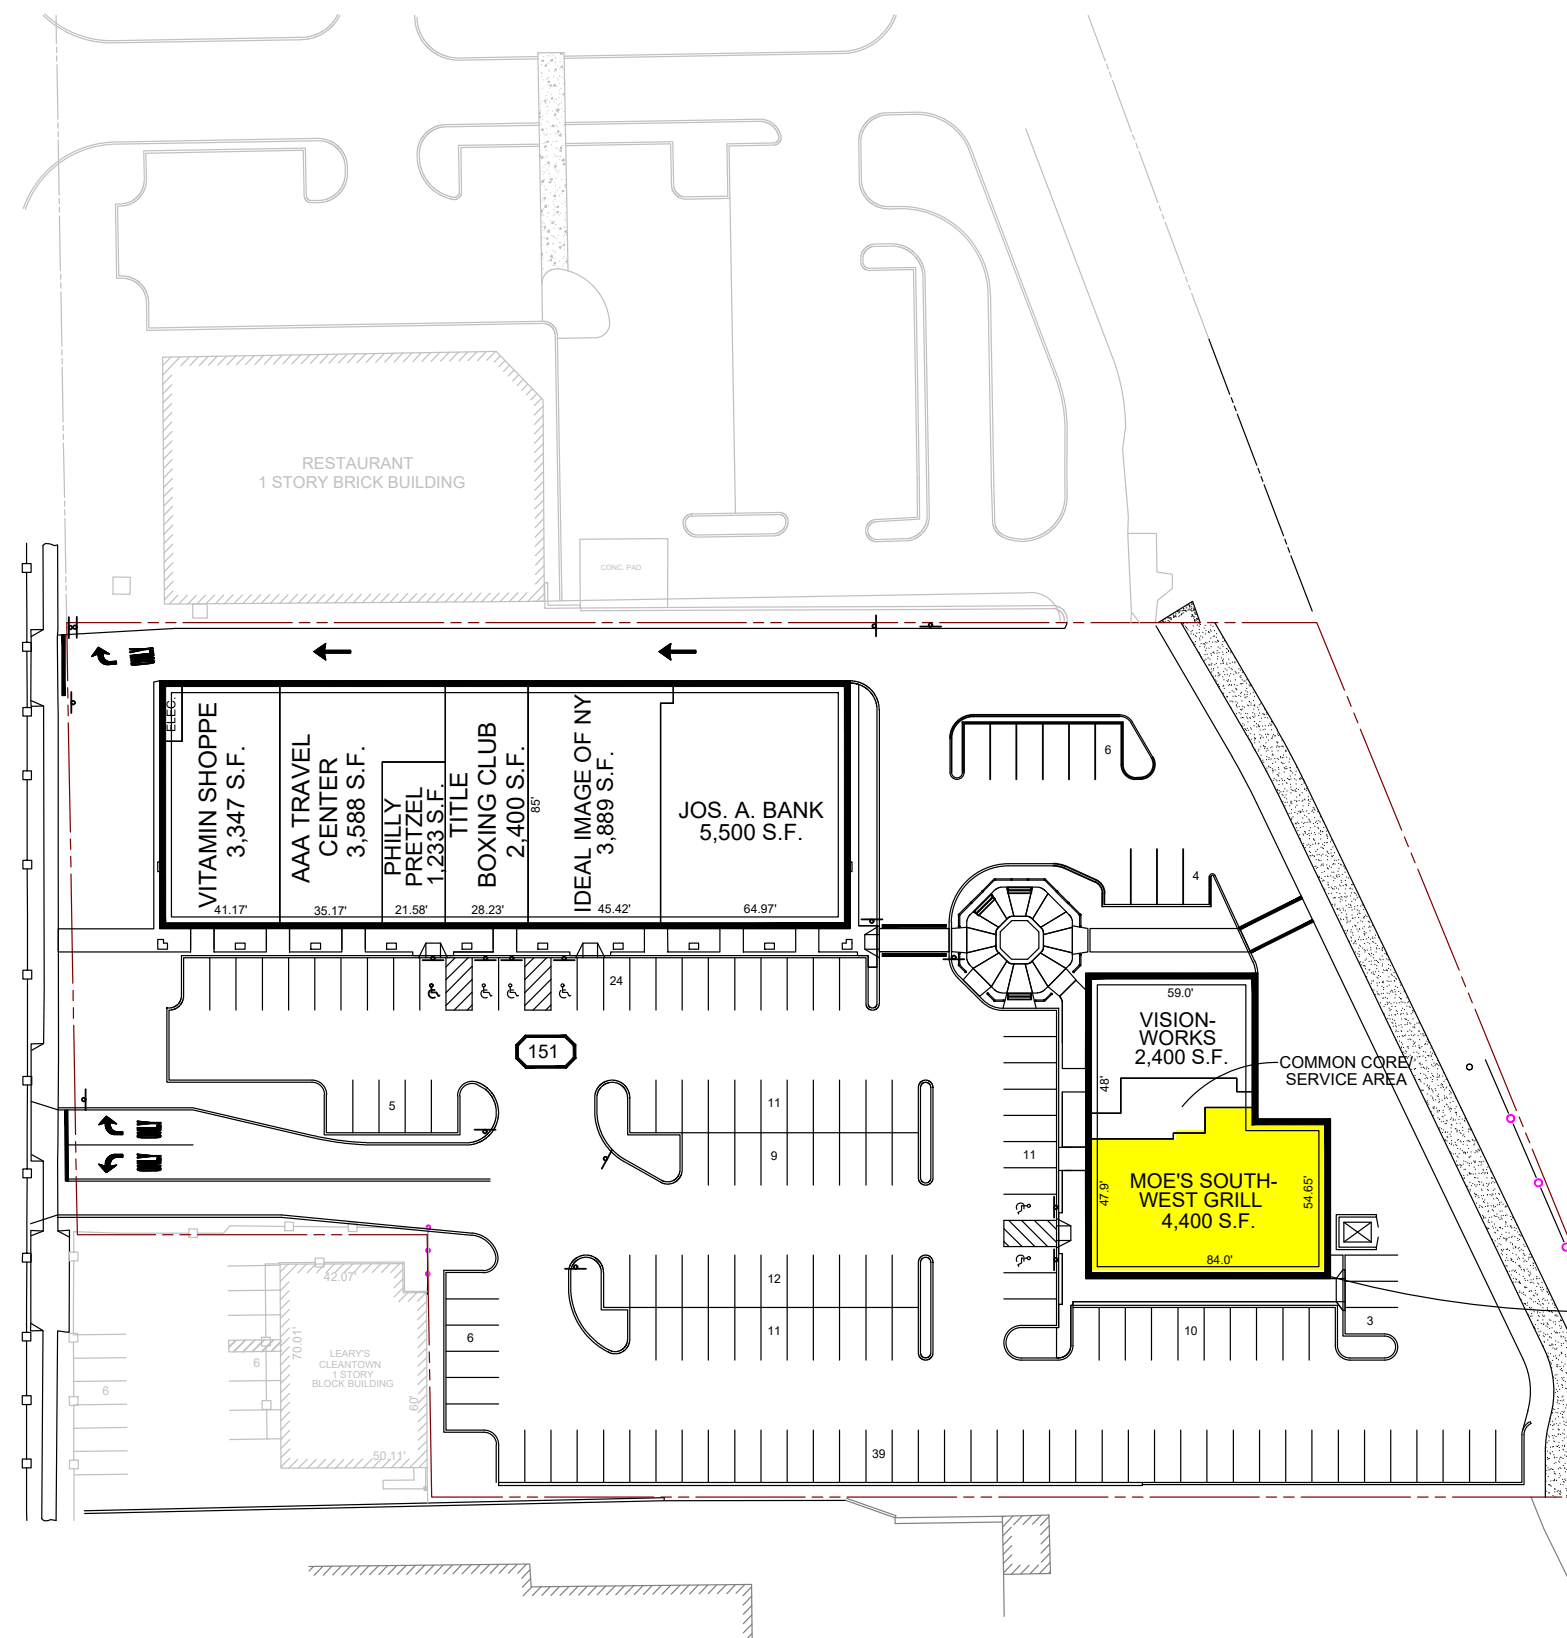 RESTAURANT
1 STORY BRICK BUILDING
CONC. PAD
ELEC.
VITAMIN SHOPPE
3,347 S.F.
41.17'
AAA TRAVEL
CENTER
3,588 S.F.
35.17'
PHILLY
PRETZEL
1,233 S.F.
21.58'
TITLE
BOXING CLUB
2,400 S.F.
28.23'
85'
IDEAL IMAGE OF NY
3,889 S.F.
45.42'
JOS. A. BANK
5,500 S.F.
64.97'
6
4
24
151
59.0'
VISION-
WORKS
2,400 S.F.
48'
COMMON CORE/
SERVICE AREA
5
11
9
11
MOE'S SOUTH-
WEST GRILL
4,400 S.F.
47.9'
54.65'
84.0'
12
11
10
3
6
42.07'
70.01'
LEARY'S
CLEANTOWN
1 STORY
BLOCK BUILDING
60'
50.11'
6
6
39